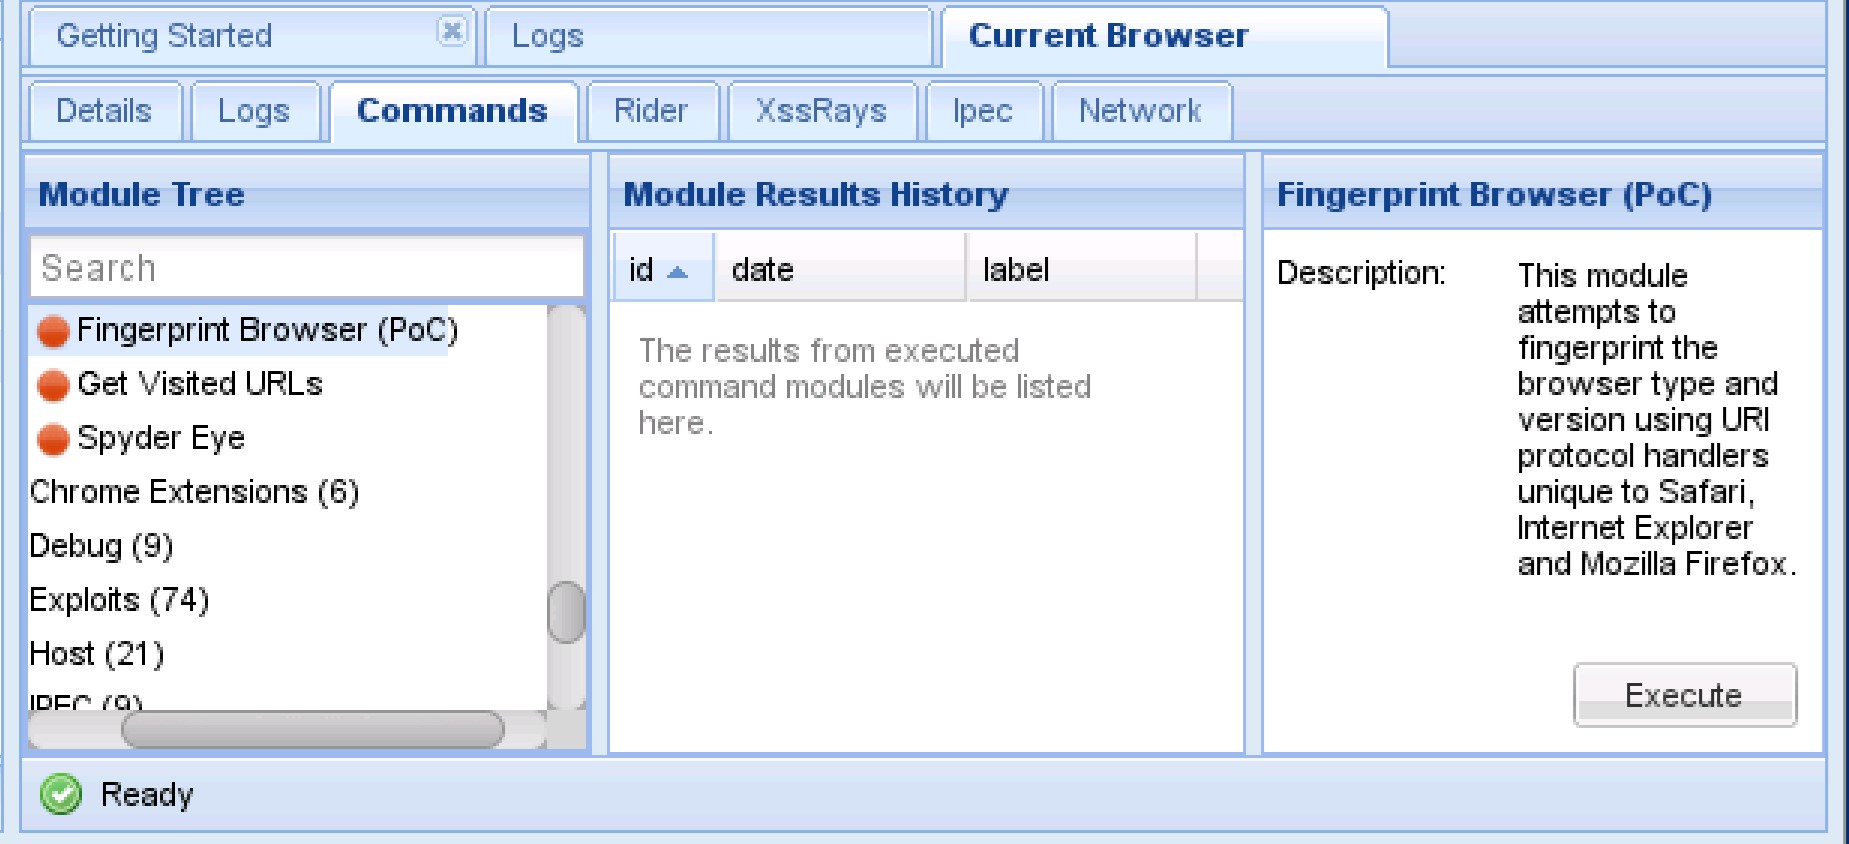 Getting Started
Logs
Current Browser
Details
Logs
Commands
Rider
XssRays
Ipec
Network
Module Tree
Search
Fingerprint Browser (PoC)
Get Visited URLs
Spyder Eye
Chrome Extensions (6)
Debug (9)
Exploits (74)
Host (21)
IPEC (9)
Module Results History
id
date
label
The results from executed
command modules will be listed
here.
Fingerprint Browser (PoC)
Description:
This module
attempts to
fingerprint the
browser type and
version using URI
protocol handlers
unique to Safari,
Internet Explorer
and Mozilla Firefox.
Execute
Ready